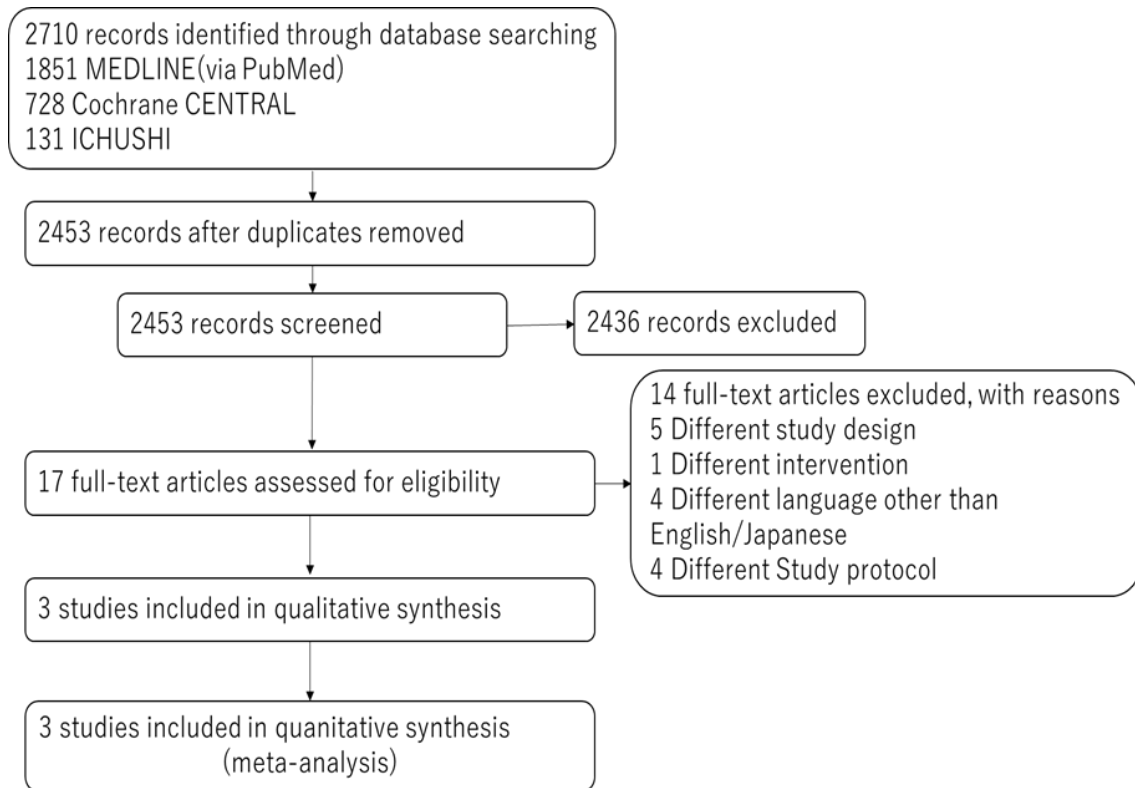 2710 records identified through database searching
1851 MEDLINE(via PubMed)
728 Cochrane CENTRAL
131 ICHUSHI
2453 records after duplicates removed
2453 records screened
2436 records excluded
14 full-text articles excluded, with reasons
5 Different study design
1 Different intervention
4 Different language other than
English/Japanese
4 Different Study protocol
17 full-text articles assessed for eligibility
3 studies included in qualitative synthesis
3 studies included in quanitative synthesis
(meta-analysis)